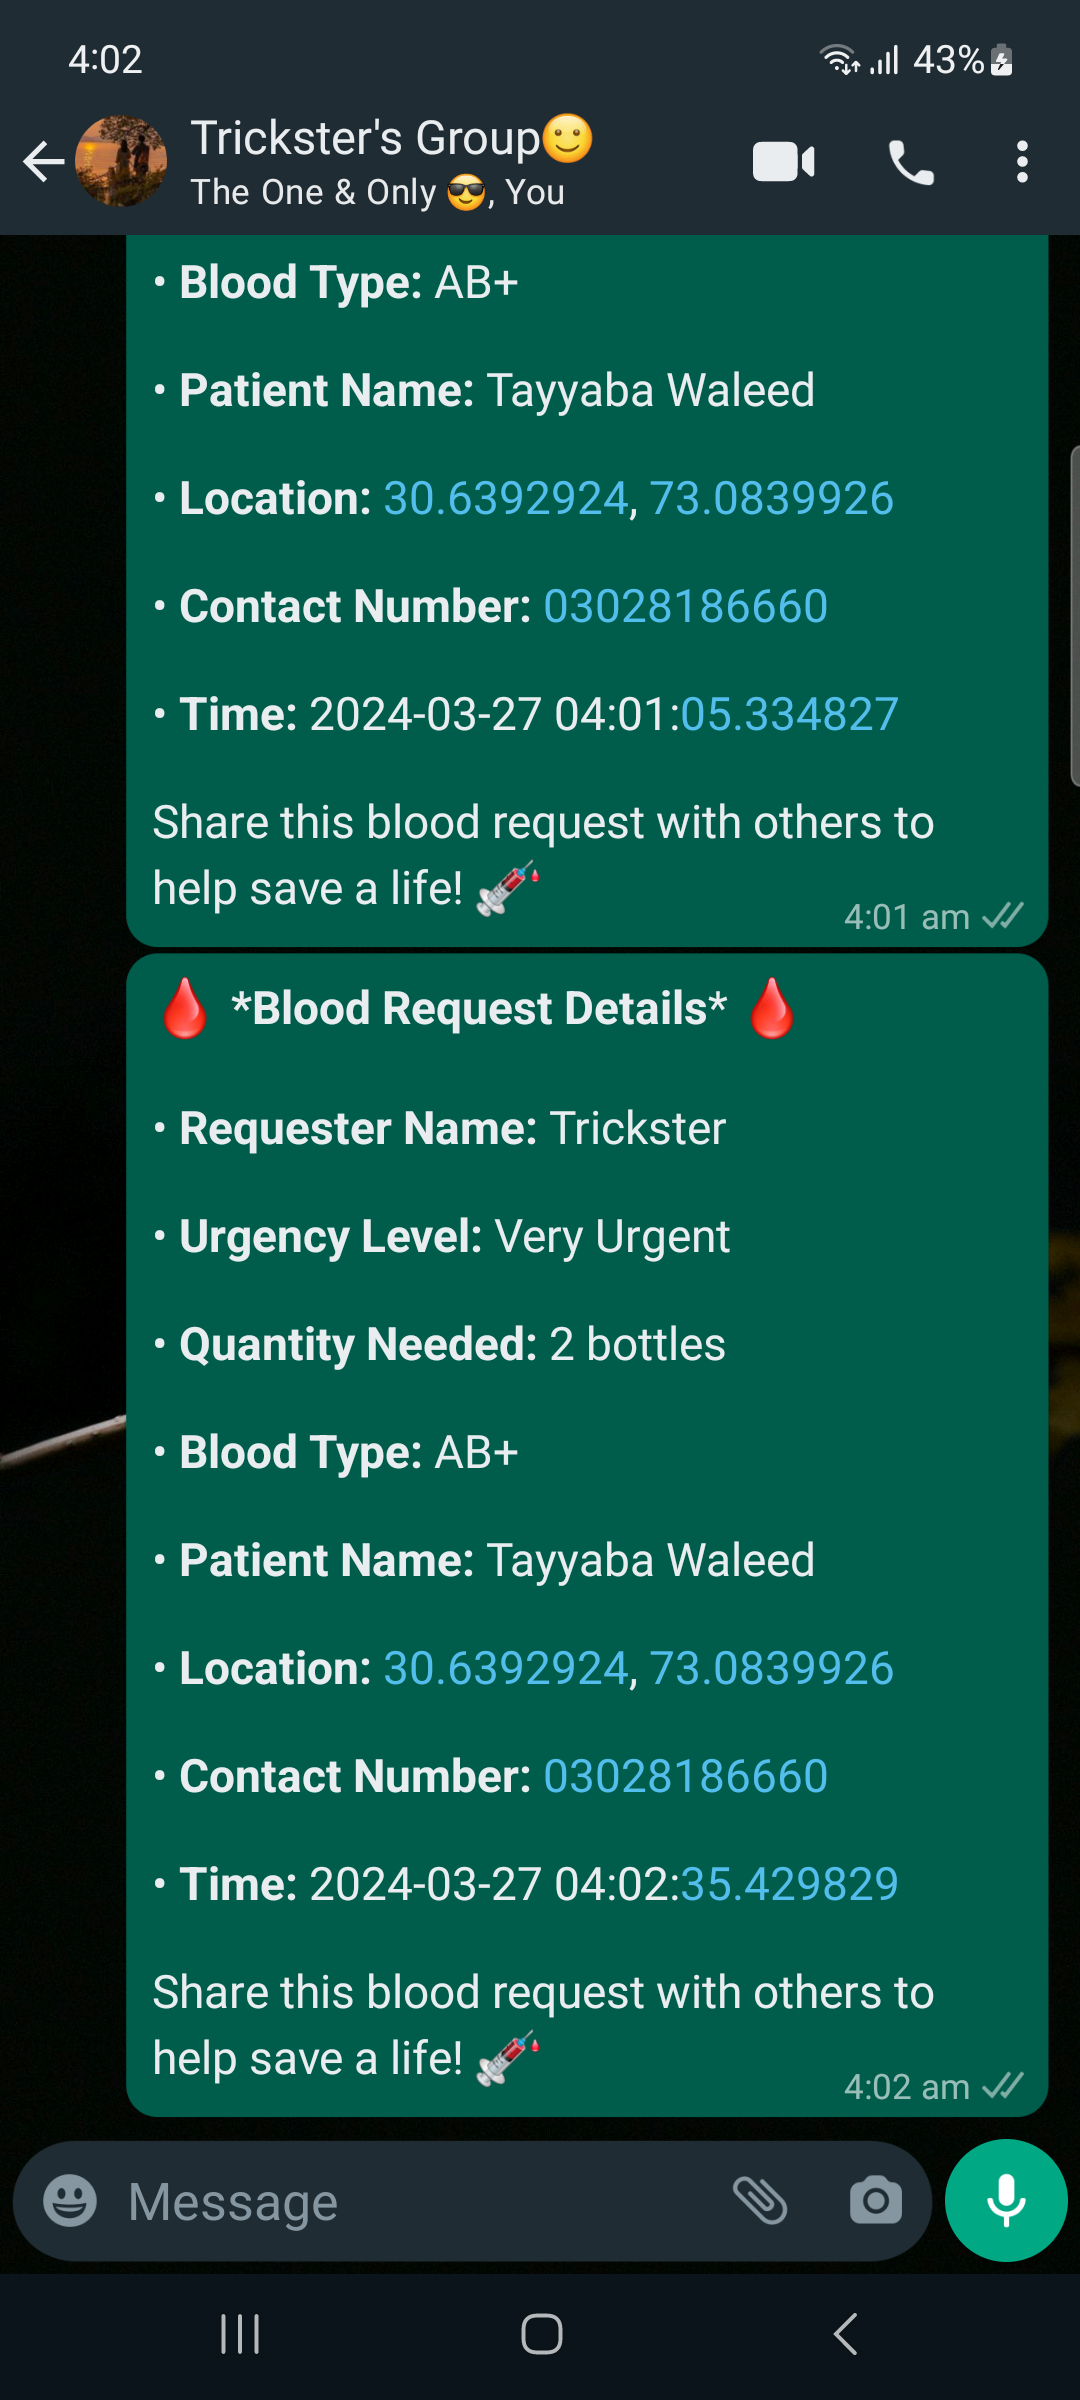 4:02
43%
Trickster's Group🙂
The One & Only 😎, You
• Blood Type: AB+
• Patient Name: Tayyaba Waleed
• Location: 30.6392924, 73.0839926
• Contact Number: 03028186660
• Time: 2024-03-27 04:01:05.334827
Share this blood request with others to
help save a life! 💉
4:01 am
🩸 *Blood Request Details* 🩸
• Requester Name: Trickster
• Urgency Level: Very Urgent
• Quantity Needed: 2 bottles
• Blood Type: AB+
• Patient Name: Tayyaba Waleed
• Location: 30.6392924, 73.0839926
• Contact Number: 03028186660
• Time: 2024-03-27 04:02:35.429829
Share this blood request with others to
help save a life! 💉
4:02 am
Message